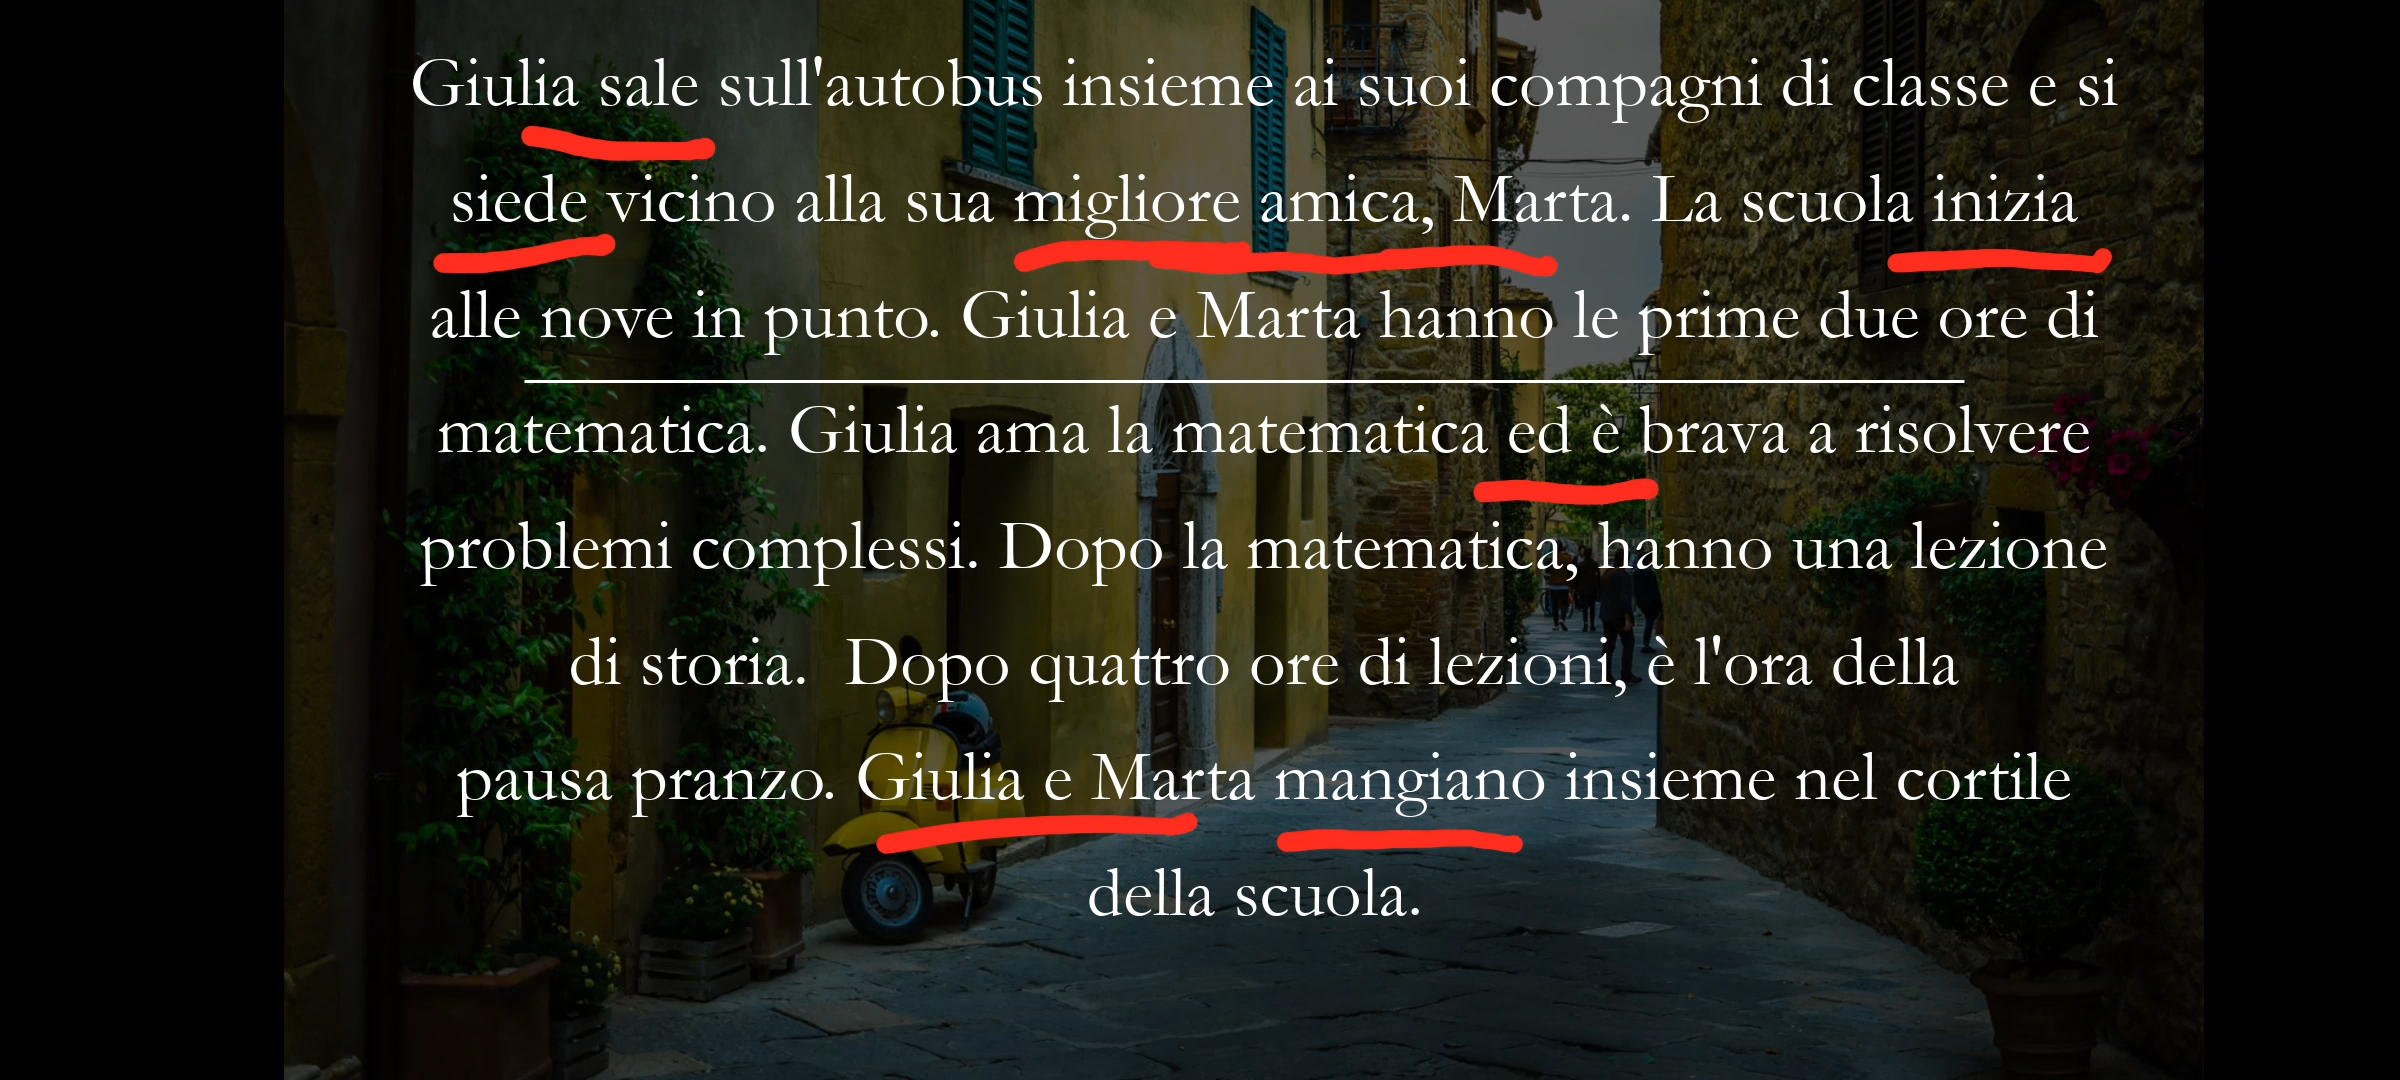 Giulia sale sull'autobus insieme ai suoi compagni di classe e si
siede vicino alla sua migliore amica, Marta. La scuola inizia
alle nove in punto. Giulia e Marta hanno le prime due ore di
matematica. Giulia ama la matematica ed è brava a risolvere
problemi complessi. Dopo la matematica, hanno una lezione
di storia.  Dopo quattro ore di lezioni, è l'ora della
pausa pranzo. Giulia e Marta mangiano insieme nel cortile
della scuola.